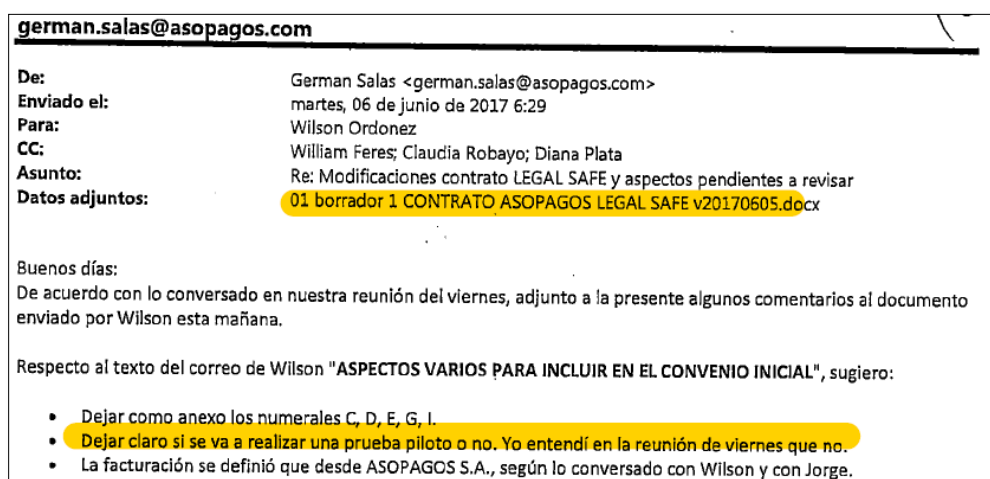 german.salas@asopagos.com
De: German Salas <german.salas@asopagos.com>
Enviado el: martes, 06 de junio de 2017 6:29
Para: Wilson Ordonez
CC: William Feres; Claudia Robayo; Diana Plata
Asunto: Re: Modificaciones contrato LEGAL SAFE y aspectos pendientes a revisar
Datos adjuntos: 01 borrador 1 CONTRATO ASOPAGOS LEGAL SAFE v20170605.docx
Buenos días:
De acuerdo con lo conversado en nuestra reunión del viernes, adjunto a la presente algunos comentarios al documento
enviado por Wilson esta mañana.
Respecto al texto del correo de Wilson "ASPECTOS VARIOS PARA INCLUIR EN EL CONVENIO INICIAL", sugiero:
• Dejar como anexo los numerales C, D, E, G, I.
• Dejar claro si se va a realizar una prueba piloto o no. Yo entendí en la reunión de viernes que no.
• La facturación se definió que desde ASOPAGOS S.A., según lo conversado con Wilson y con Jorge.